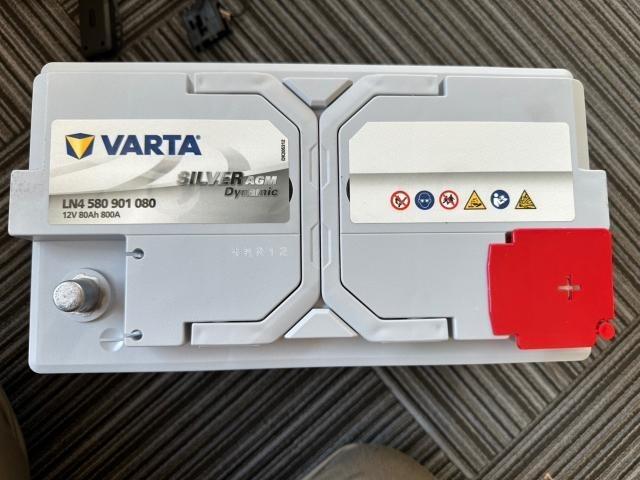 VARTA
SILVER AGM
Dynamic
LN4 580 901 080
12V 80Ah 800A
+